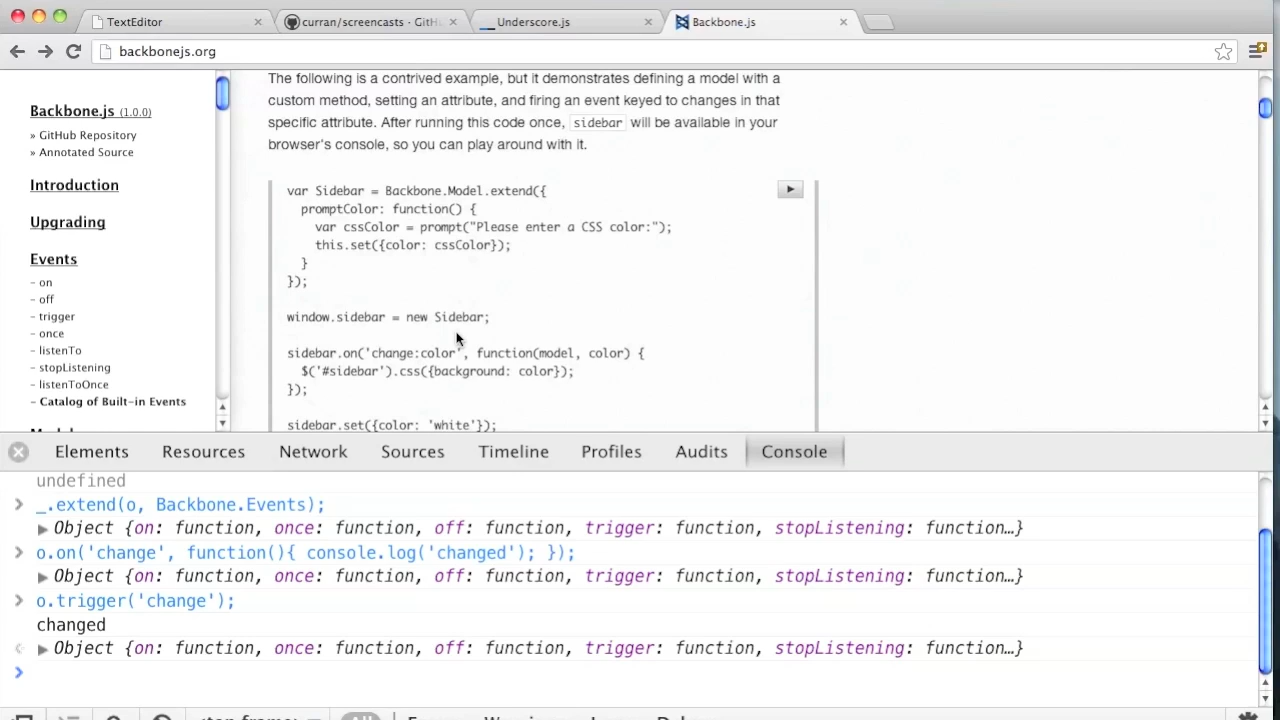 TextEditor
curran/screencasts · GitH
Underscore.js
Backbone.js
backbonejs.org
Backbone.js (1.0.0)
» GitHub Repository
» Annotated Source
Introduction
Upgrading
Events
- on
- off
- trigger
- once
- listenTo
- stopListening
- listenToOnce
- Catalog of Built-in Events
The following is a contrived example, but it demonstrates defining a model with a
custom method, setting an attribute, and firing an event keyed to changes in that
specific attribute. After running this code once, sidebar will be available in your
browser's console, so you can play around with it.
var Sidebar = Backbone.Model.extend({
promptColor: function() {
var cssColor = prompt("Please enter a CSS color:");
this.set({color: cssColor});
}
});
window.sidebar = new Sidebar;
sidebar.on('change:color', function(model, color) {
$('#sidebar').css({background: color});
});
sidebar.set({color: 'white'});
Elements Resources Network Sources Timeline Profiles Audits Console
undefined
_.extend(o, Backbone.Events);
Object {on: function, once: function, off: function, trigger: function, stopListening: function…}
o.on('change', function(){ console.log('changed'); });
Object {on: function, once: function, off: function, trigger: function, stopListening: function…}
o.trigger('change');
changed
Object {on: function, once: function, off: function, trigger: function, stopListening: function…}